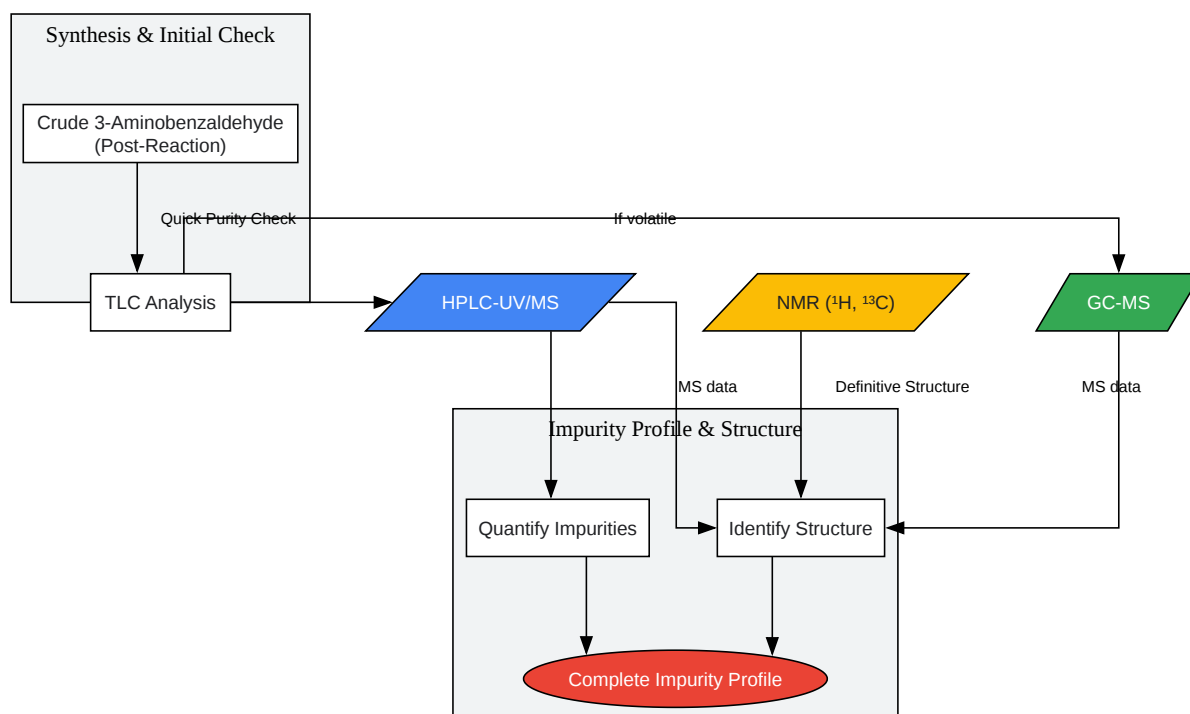 Synthesis & Initial Check
Crude 3-Aminobenzaldehyde
(Post-Reaction)
Quick Purity Check
If volatile
TLC Analysis
HPLC-UV/MS
NMR (¹H, ¹³C)
GC-MS
MS data
Definitive Structure
MS data
Impurity Profile & Structure
Quantify Impurities
Identify Structure
Complete Impurity Profile